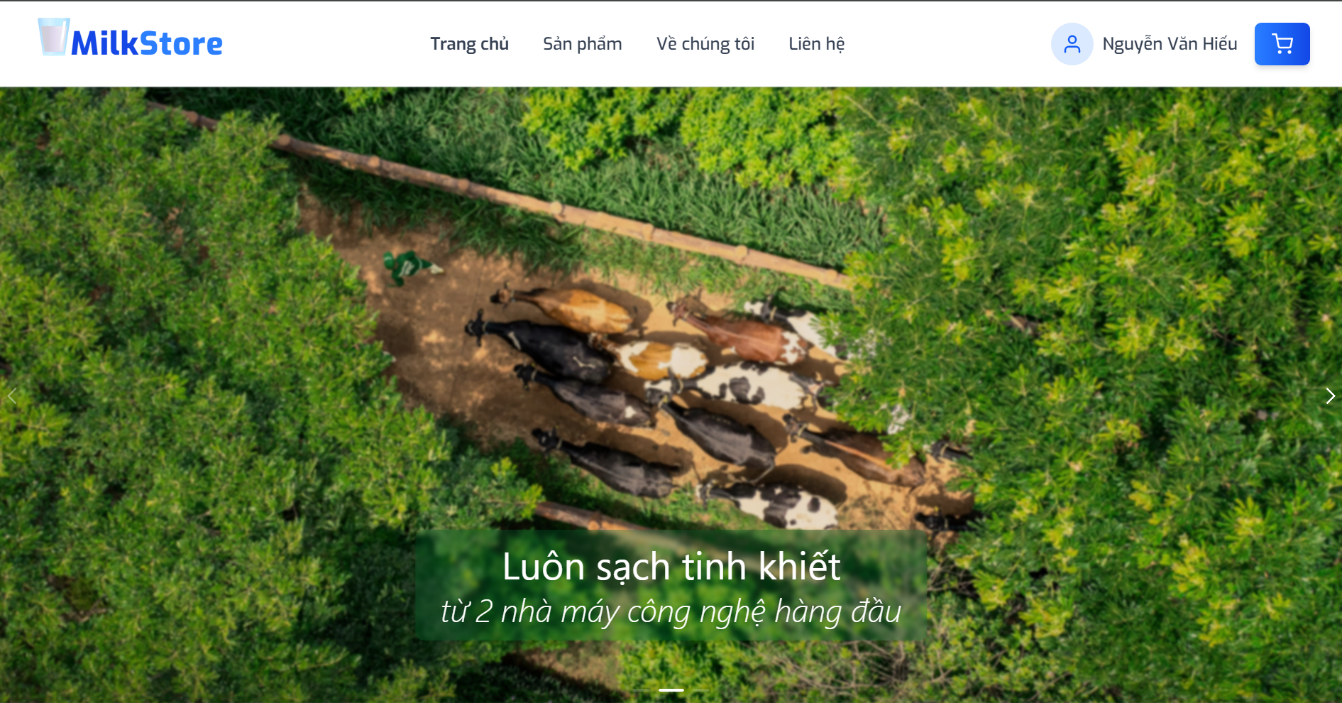 MilkStore
Trang chủ
Sản phẩm
Về chúng tôi
Liên hệ
Nguyễn Văn Hiếu
Luôn sạch tinh khiết
từ 2 nhà máy công nghệ hàng đầu